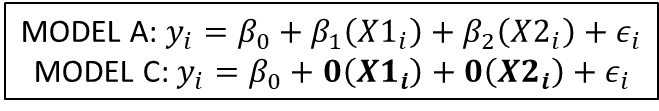 MODEL A: yᵢ = β₀ + β₁(X1ᵢ) + β₂(X2ᵢ) + ϵᵢ
MODEL C: yᵢ = β₀ + 0(X1ᵢ) + 0(X2ᵢ) + ϵᵢ